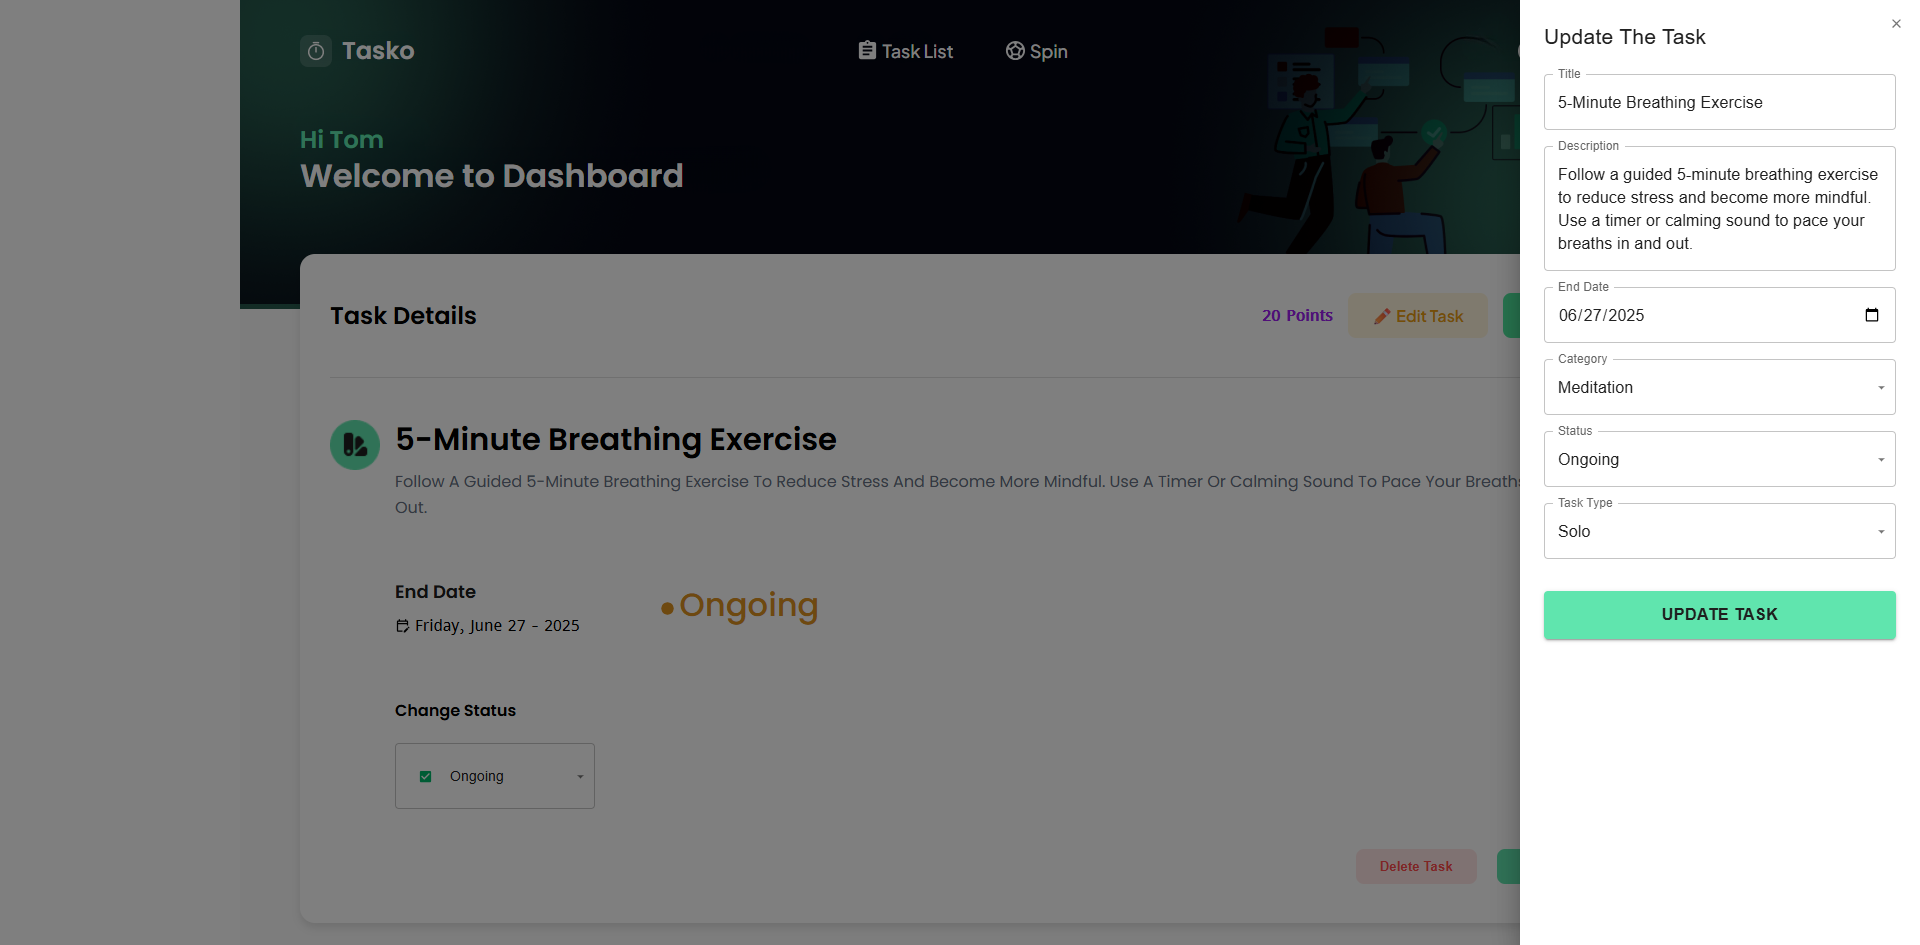 Tasko
Task List
Spin
Hi Tom
Welcome to Dashboard
Task Details
20 Points
Edit Task
5-Minute Breathing Exercise
Follow A Guided 5-Minute Breathing Exercise To Reduce Stress And Become More Mindful. Use A Timer Or Calming Sound To Pace Your Breaths
Out.
End Date
Friday, June 27 - 2025
Ongoing
Change Status
Ongoing
Delete Task
Update The Task
Title
5-Minute Breathing Exercise
Description
Follow a guided 5-minute breathing exercise
to reduce stress and become more mindful.
Use a timer or calming sound to pace your
breaths in and out.
End Date
06/27/2025
Category
Meditation
Status
Ongoing
Task Type
Solo
UPDATE TASK